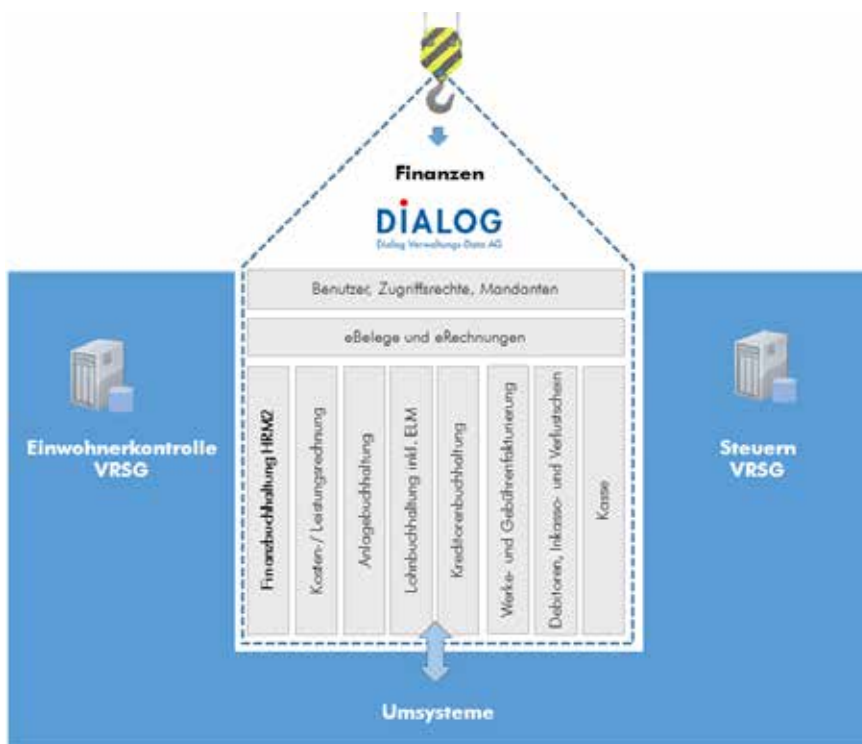 Finanzen
DiALOG
Dialog Verwaltungs-Data AG
Benutzer, Zugriffsrechte, Mandanten
eBelege und eRechnungen
Einwohnerkontrolle
VRSG
Finanzbuchhaltung HRM2
Kosten-/ Leistungsrechnung
Anlagebuchhaltung
Lohnbuchhaltung inkl. ELM
Kreditorenbuchhaltung
Werke- und Gebührenfakturierung
Debitoren, Inkasso- und Verlustschein
Kasse
Steuern
VRSG
Umsysteme